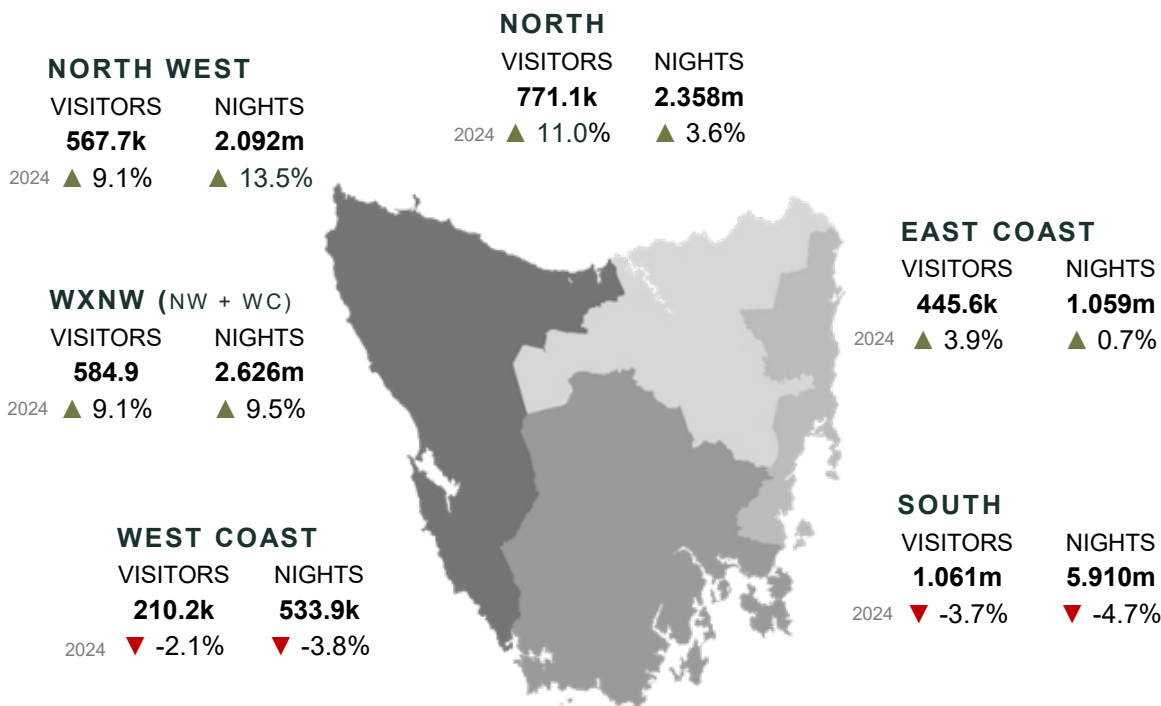 NORTH
VISITORS NIGHTS
771.1k 2.358m
2024 ▲ 11.0% ▲ 3.6%
NORTH WEST
VISITORS NIGHTS
567.7k 2.092m
2024 ▲ 9.1% ▲ 13.5%
EAST COAST
VISITORS NIGHTS
445.6k 1.059m
2024 ▲ 3.9% ▲ 0.7%
WXNW (NW + WC)
VISITORS NIGHTS
584.9 2.626m
2024 ▲ 9.1% ▲ 9.5%
SOUTH
VISITORS NIGHTS
1.061m 5.910m
2024 ▼ -3.7% ▼ -4.7%
WEST COAST
VISITORS NIGHTS
210.2k 533.9k
2024 ▼ -2.1% ▼ -3.8%